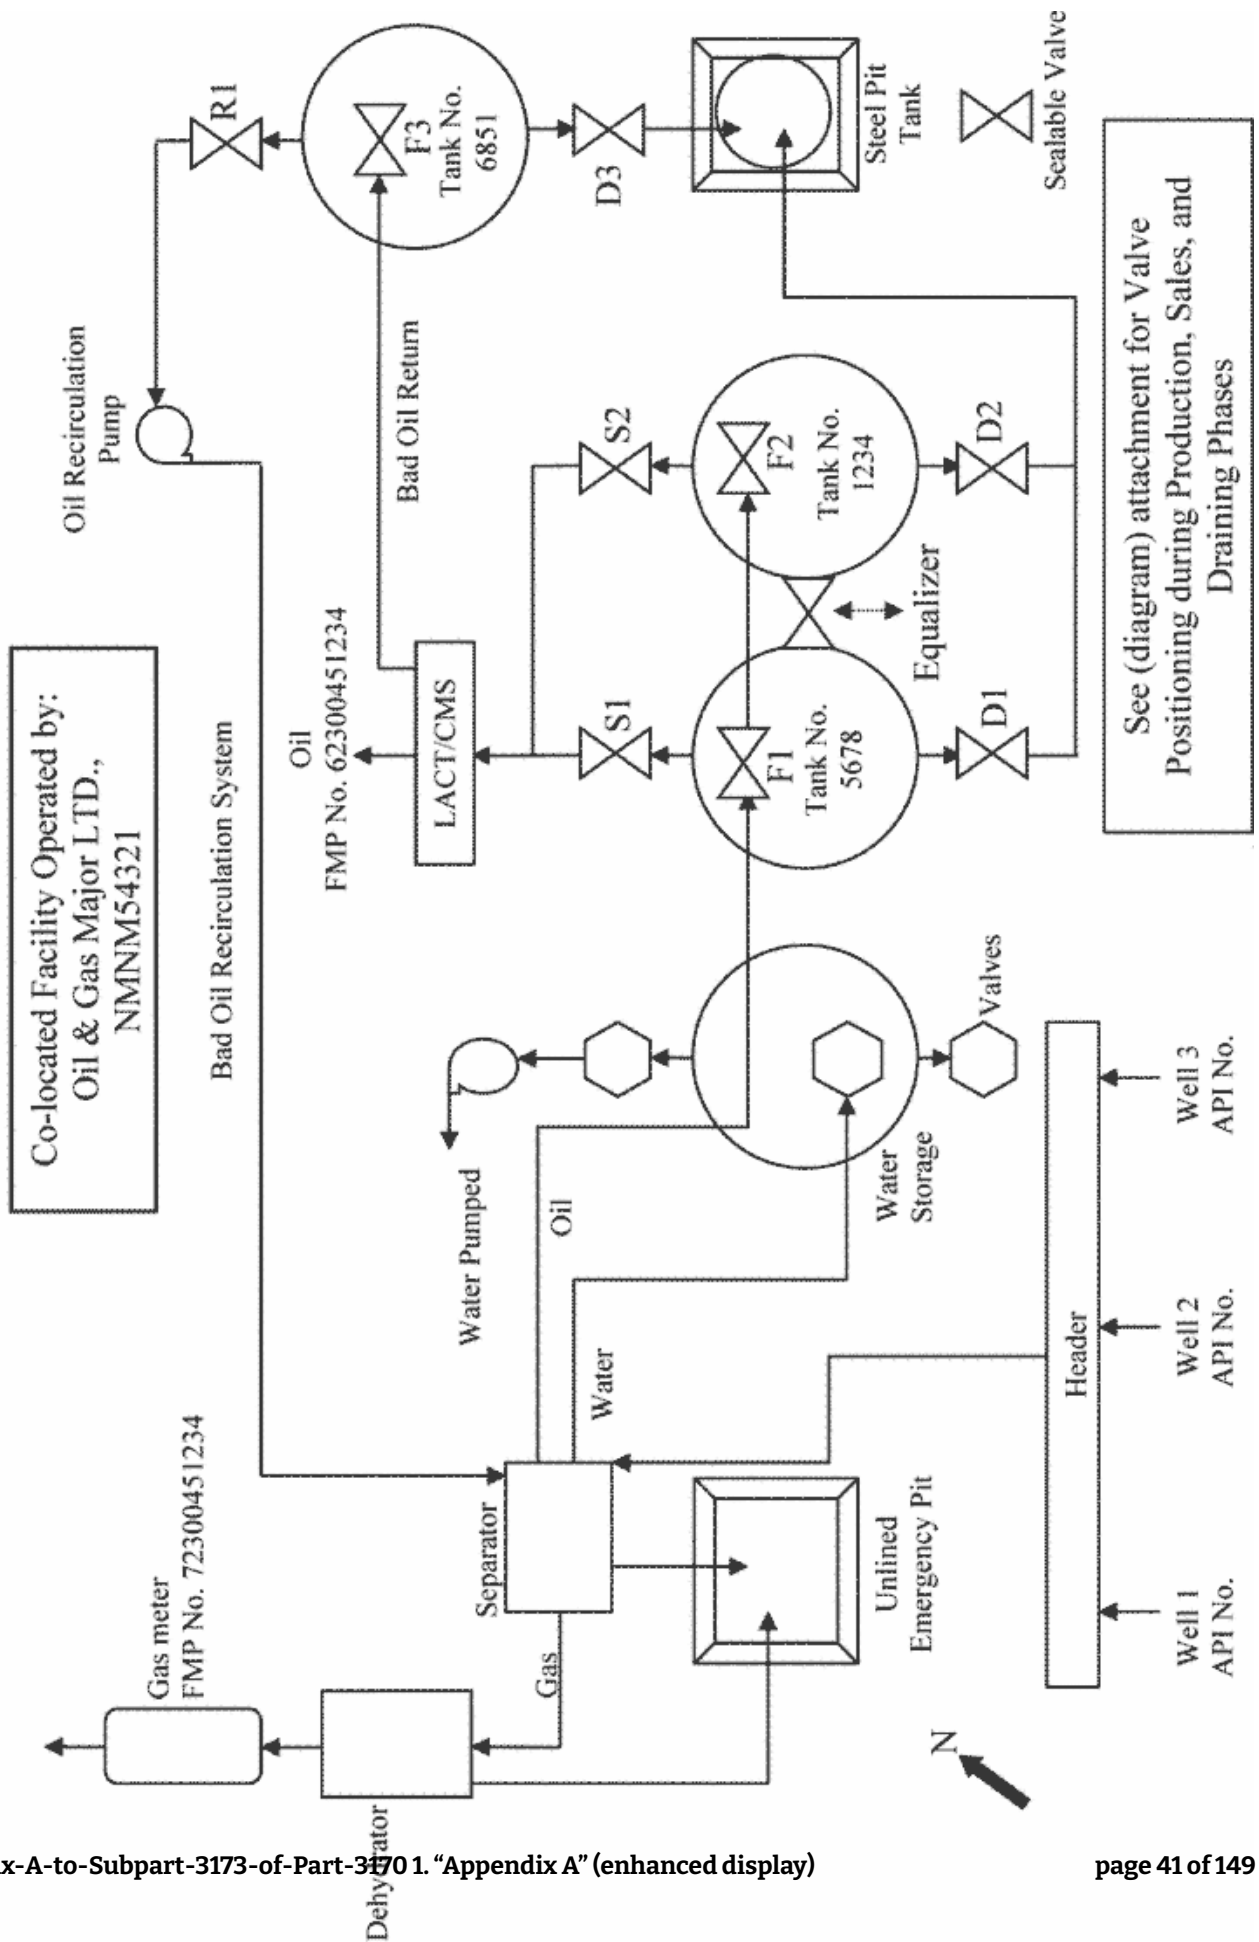 Co-located Facility Operated by:
Oil & Gas Major LTD.,
NMNM54321
Gas meter
FMP No. 72300451234
Bad Oil Recirculation System
Oil Recirculation
Pump
R1
Dehydrator
Gas
Separator
Water Pumped
Oil
Water
Oil
FMP No. 62300451234
LACT/CMS
Bad Oil Return
F3
Tank No.
6851
S1
S2
D3
F1
Tank No.
5678
F2
Tank No.
1234
Equalizer
Unlined
Emergency Pit
Water
Storage
Valves
D1
D2
Steel Pit
Tank
Sealable Valve
N
Header
Well 1
API No.
Well 2
API No.
Well 3
API No.
See (diagram) attachment for Valve
Positioning during Production, Sales, and
Draining Phases
x-A-to-Subpart-3173-of-Part-3170 1. “Appendix A” (enhanced display)
page 41 of 149